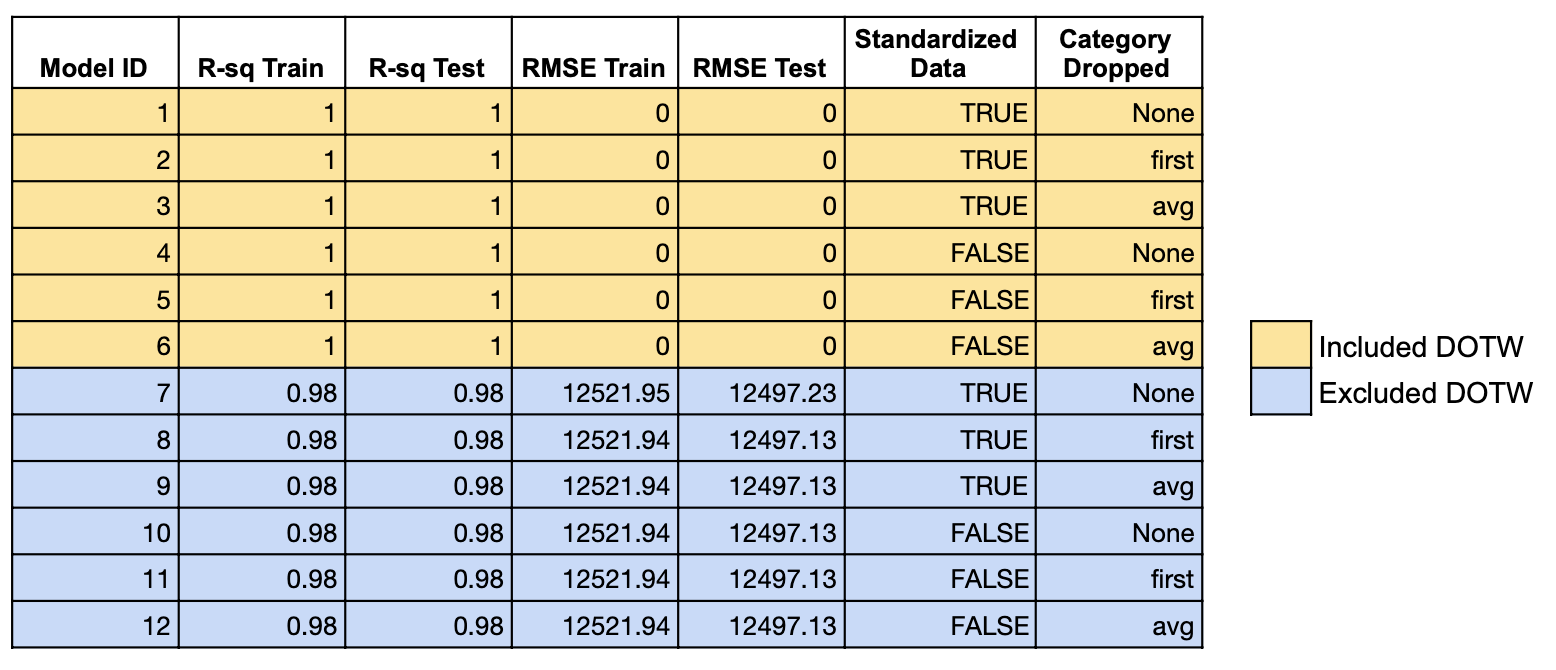 Model ID R-sq Train R-sq Test RMSE Train RMSE Test Standardized Data Category Dropped
1 1 1 0 0 TRUE None
2 1 1 0 0 TRUE first
3 1 1 0 0 TRUE avg
4 1 1 0 0 FALSE None
5 1 1 0 0 FALSE first
6 1 1 0 0 FALSE avg
7 0.98 0.98 12521.95 12497.23 TRUE None
8 0.98 0.98 12521.94 12497.13 TRUE first
9 0.98 0.98 12521.94 12497.13 TRUE avg
10 0.98 0.98 12521.94 12497.13 FALSE None
11 0.98 0.98 12521.94 12497.13 FALSE first
12 0.98 0.98 12521.94 12497.13 FALSE avg
Included DOTW
Excluded DOTW